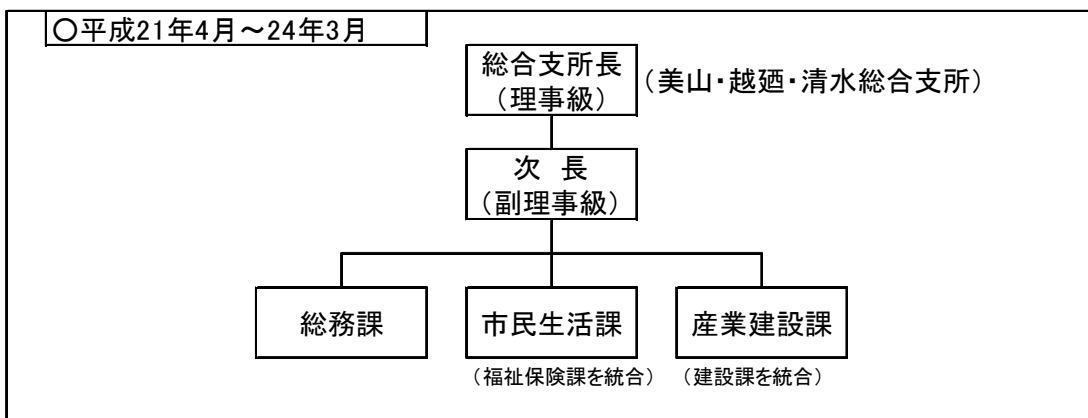 〇平成21年4月～24年3月
総合支所長
（理事級）
（美山・越廼・清水総合支所）
次 長
（副理事級）
総務課
市民生活課
産業建設課
（福祉保険課を統合）
（建設課を統合）